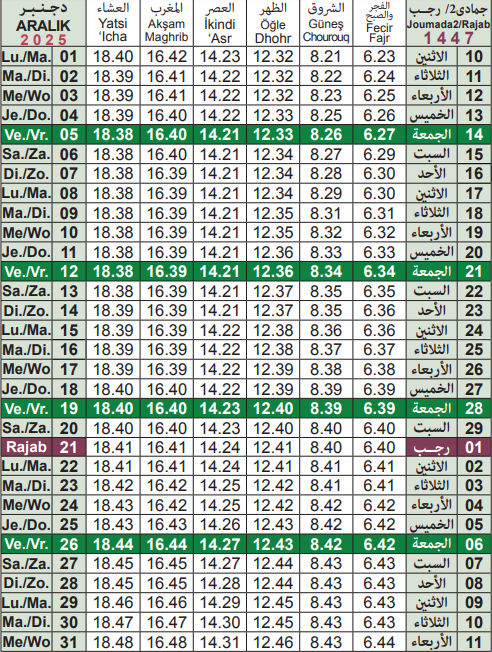 دجنبر العشاء المغرب العصر الظهر الشروق الفجر والصبح جمادى2/ رجب
ARALIK Yatsi Akşam İkindi Öğle Güneş Fecir Joumada2/Rajab
2025 ‘Icha Maghrib ‘Asr Dhohr Chourouq Fajr 1447
Lu./Ma. 01 18.40 16.42 14.23 12.32 8.21 6.23 الاثنين 10
Ma./Di. 02 18.39 16.41 14.22 12.32 8.22 6.24 الثلاثاء 11
Me/Wo 03 18.39 16.41 14.22 12.32 8.23 6.25 الأربعاء 12
Je./Do. 04 18.39 16.40 14.22 12.33 8.25 6.26 الخميس 13
Ve./Vr. 05 18.38 16.40 14.21 12.33 8.26 6.27 الجمعة 14
Sa./Za. 06 18.38 16.40 14.21 12.34 8.27 6.29 السبت 15
Di./Zo. 07 18.38 16.39 14.21 12.34 8.28 6.30 الأحد 16
Lu./Ma. 08 18.38 16.39 14.21 12.34 8.29 6.30 الاثنين 17
Ma./Di. 09 18.38 16.39 14.21 12.35 8.31 6.31 الثلاثاء 18
Me/Wo 10 18.38 16.39 14.21 12.35 8.32 6.32 الأربعاء 19
Je./Do. 11 18.38 16.39 14.21 12.36 8.33 6.33 الخميس 20
Ve./Vr. 12 18.38 16.39 14.21 12.36 8.34 6.34 الجمعة 21
Sa./Za. 13 18.38 16.39 14.21 12.37 8.35 6.35 السبت 22
Di./Zo. 14 18.39 16.39 14.21 12.37 8.35 6.36 الأحد 23
Lu./Ma. 15 18.39 16.39 14.22 12.38 8.36 6.36 الاثنين 24
Ma./Di. 16 18.39 16.39 14.22 12.38 8.37 6.37 الثلاثاء 25
Me/Wo 17 18.39 16.39 14.22 12.39 8.38 6.38 الأربعاء 26
Je./Do. 18 18.40 16.39 14.23 12.39 8.39 6.39 الخميس 27
Ve./Vr. 19 18.40 16.40 14.23 12.40 8.39 6.39 الجمعة 28
Sa./Za. 20 18.40 16.40 14.23 12.40 8.40 6.40 السبت 29
Rajab 21 18.41 16.41 14.24 12.41 8.40 6.40 رجب 01
Lu./Ma. 22 18.41 16.41 14.24 12.41 8.41 6.41 الاثنين 02
Ma./Di. 23 18.42 16.42 14.25 12.42 8.41 6.41 الثلاثاء 03
Me/Wo 24 18.43 16.42 14.25 12.42 8.42 6.42 الأربعاء 04
Je./Do. 25 18.43 16.43 14.26 12.43 8.42 6.42 الخميس 05
Ve./Vr. 26 18.44 16.44 14.27 12.43 8.42 6.42 الجمعة 06
Sa./Za. 27 18.45 16.45 14.27 12.44 8.43 6.43 السبت 07
Di./Zo. 28 18.45 16.45 14.28 12.44 8.43 6.43 الأحد 08
Lu./Ma. 29 18.46 16.46 14.29 12.45 8.43 6.43 الاثنين 09
Ma./Di. 30 18.47 16.47 14.30 12.45 8.43 6.43 الثلاثاء 10
Me/Wo 31 18.48 16.48 14.31 12.46 8.43 6.44 الأربعاء 11